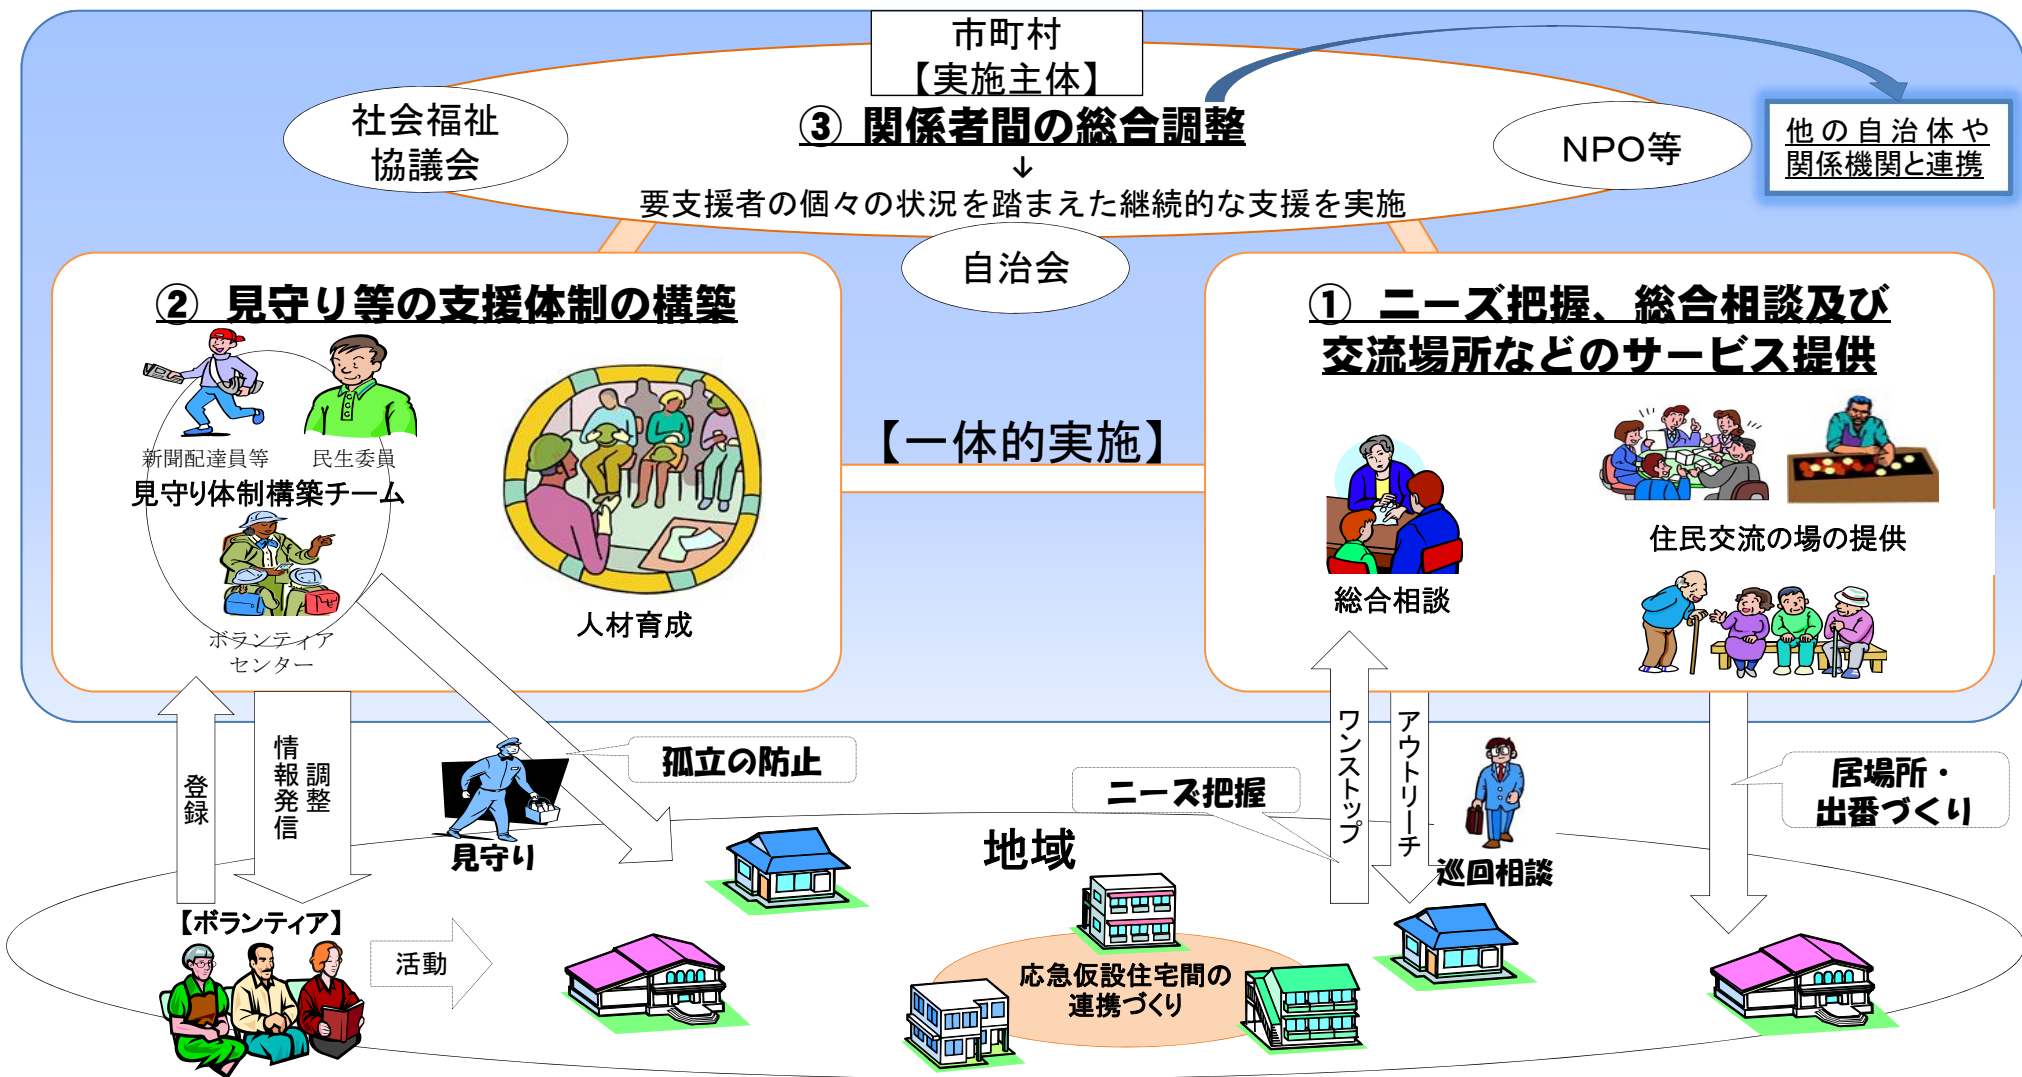 市町村
【実施主体】
社会福祉
協議会
③ 関係者間の総合調整
↓
要支援者の個々の状況を踏まえた継続的な支援を実施
NPO等
他の自治体や
関係機関と連携
自治会
② 見守り等の支援体制の構築
新聞配達員等
民生委員
見守り体制構築チーム
ボランティア
センター
人材育成
【一体的実施】
① ニーズ把握、総合相談及び
交流場所などのサービス提供
総合相談
住民交流の場の提供
登録
調整
情報発信
見守り
孤立の防止
ニーズ把握
ワンストップ
アウトリーチ
巡回相談
居場所・
出番づくり
地域
【ボランティア】
活動
応急仮設住宅間の
連携づくり